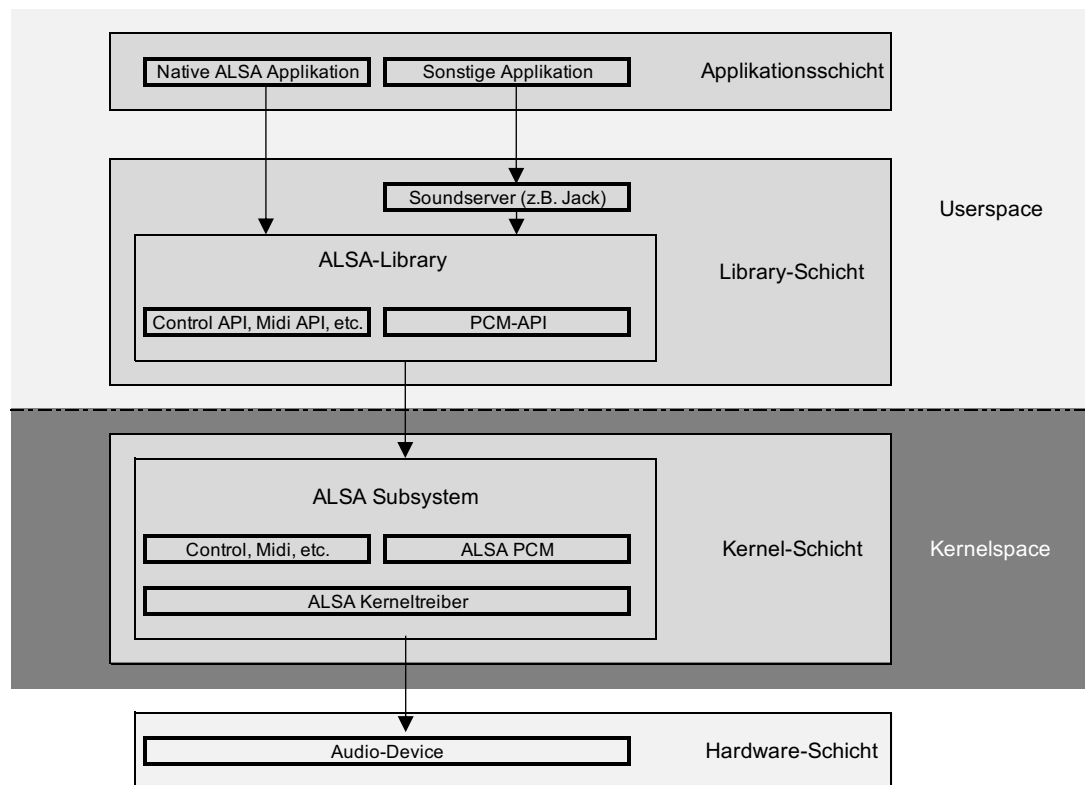 Native ALSA Applikation
Sonstige Applikation
Applikationsschicht
Soundserver (z.B. Jack)
Userspace
ALSA-Library
Library-Schicht
Control API, Midi API, etc.
PCM-API
ALSA Subsystem
Control, Midi, etc.
ALSA PCM
Kernel-Schicht
Kernelspace
ALSA Kerneltreiber
Audio-Device
Hardware-Schicht